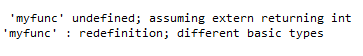 'myfunc' undefined; assuming extern returning int
'myfunc' : redefinition; different basic types